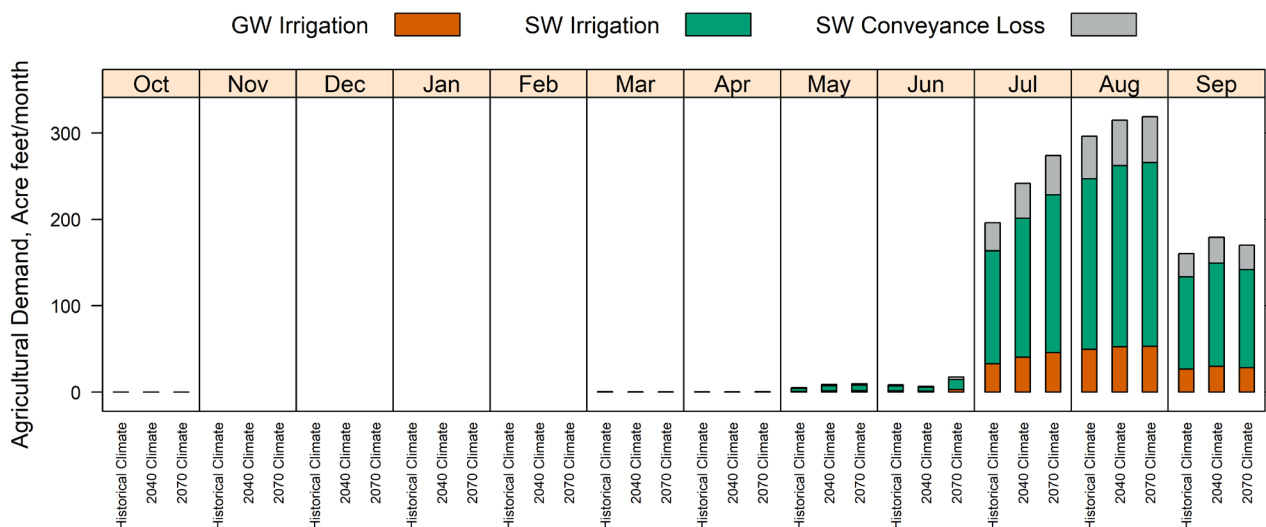 GW Irrigation SW Irrigation SW Conveyance Loss
Oct Nov Dec Jan Feb Mar Apr May Jun Jul Aug Sep
Agricultural Demand, Acre feet/month
300
200
100
0
Historical Climate
2040 Climate
2070 Climate
Historical Climate
2040 Climate
2070 Climate
Historical Climate
2040 Climate
2070 Climate
Historical Climate
2040 Climate
2070 Climate
Historical Climate
2040 Climate
2070 Climate
Historical Climate
2040 Climate
2070 Climate
Historical Climate
2040 Climate
2070 Climate
Historical Climate
2040 Climate
2070 Climate
Historical Climate
2040 Climate
2070 Climate
Historical Climate
2040 Climate
2070 Climate
Historical Climate
2040 Climate
2070 Climate
Historical Climate
2040 Climate
2070 Climate